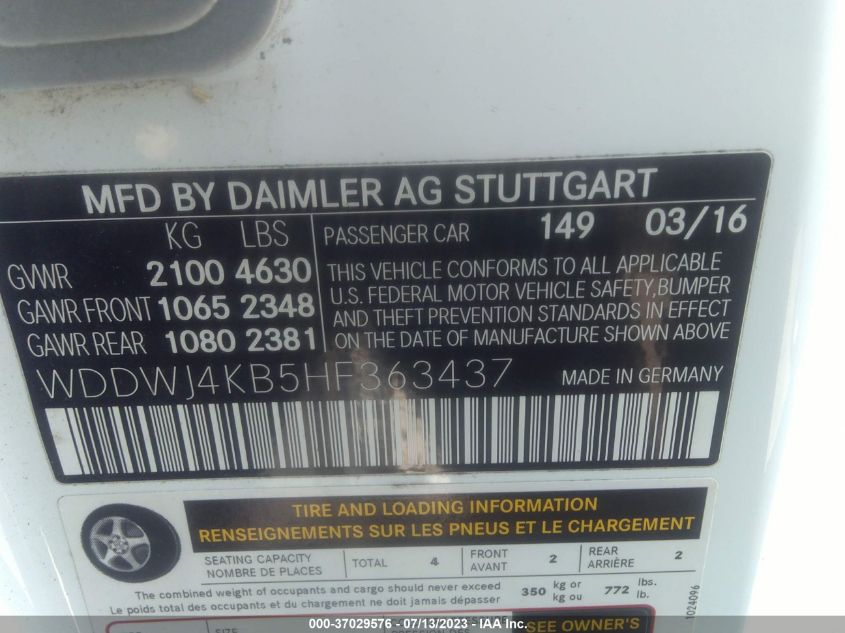 MFD BY DAIMLER AG STUTTGART
KG LBS
GVWR 2100 4630
GAWR FRONT 1065 2348
GAWR REAR 1080 2381
PASSENGER CAR 149 03/16
THIS VEHICLE CONFORMS TO ALL APPLICABLE
U.S. FEDERAL MOTOR VEHICLE SAFETY, BUMPER
AND THEFT PREVENTION STANDARDS IN EFFECT
ON THE DATE OF MANUFACTURE SHOWN ABOVE
WDDWJ4KB5HF363437 MADE IN GERMANY
TIRE AND LOADING INFORMATION
RENSEIGNEMENTS SUR LES PNEUS ET LE CHARGEMENT
SEATING CAPACITY
NOMBRE DE PLACES
TOTAL 4
FRONT
AVANT
2
REAR
ARRIÈRE
2
The combined weight of occupants and cargo should never exceed
Le poids total des occupants et du chargement ne doit jamais dépasser
350 kg or
kg ou
772 lbs.
lb.
1024096
SIZE
SEE OWNER'S
000-37029576 - 07/13/2023 - IAA Inc.